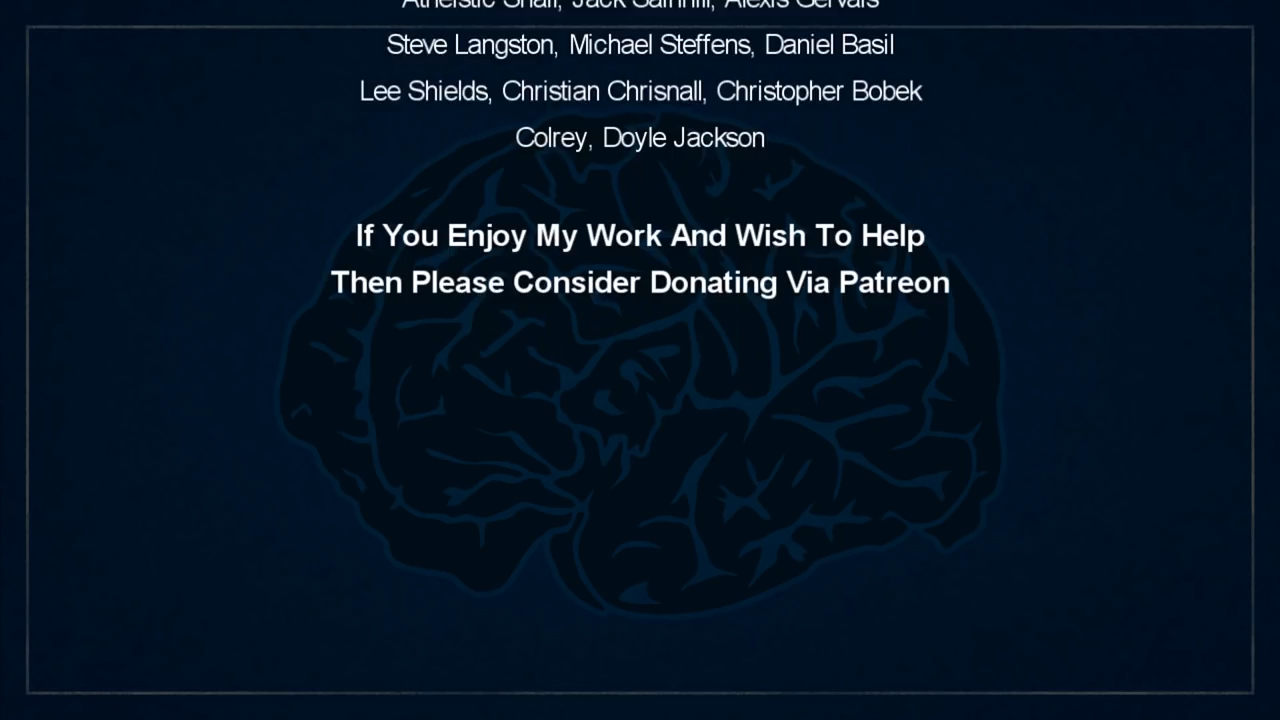 Steve Langston, Michael Steffens, Daniel Basil
Lee Shields, Christian Chrisnall, Christopher Bobek
Colrey, Doyle Jackson
If You Enjoy My Work And Wish To Help
Then Please Consider Donating Via Patreon